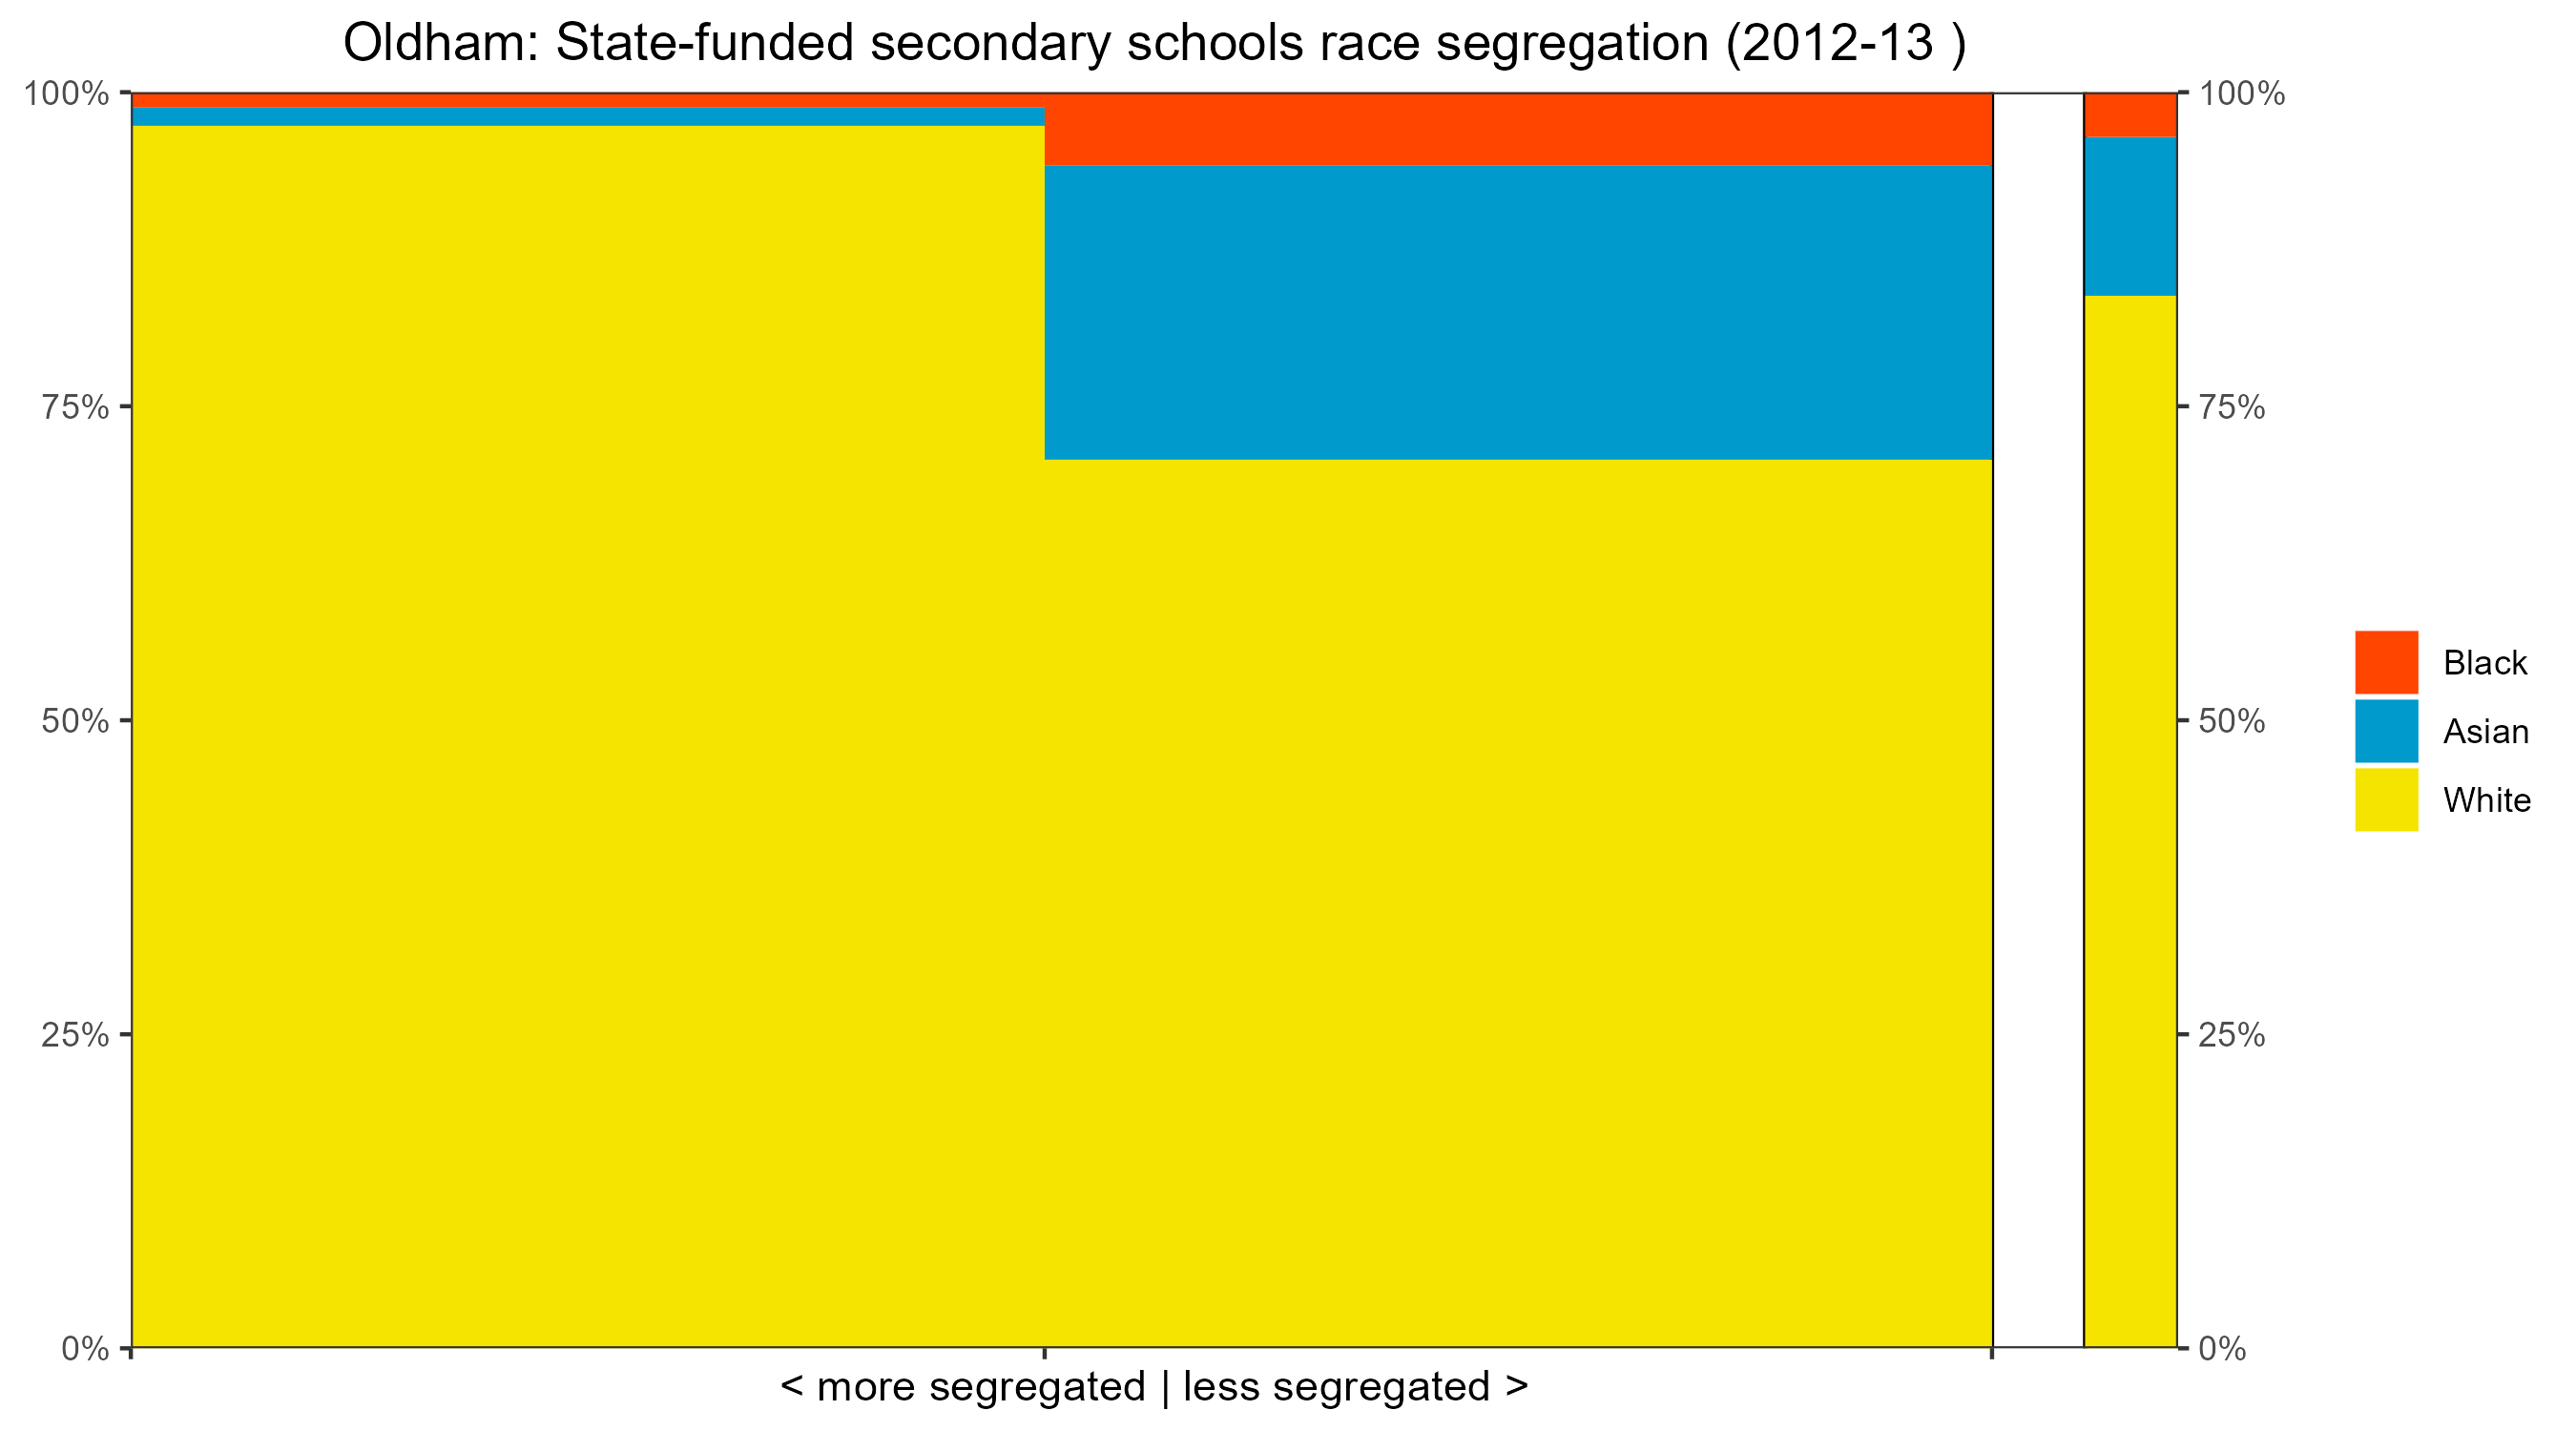 Oldham: State-funded secondary schools race segregation (2012-13 )
100%
75%
50%
25%
0%
100%
75%
50%
25%
0%
< more segregated | less segregated >
Black
Asian
White